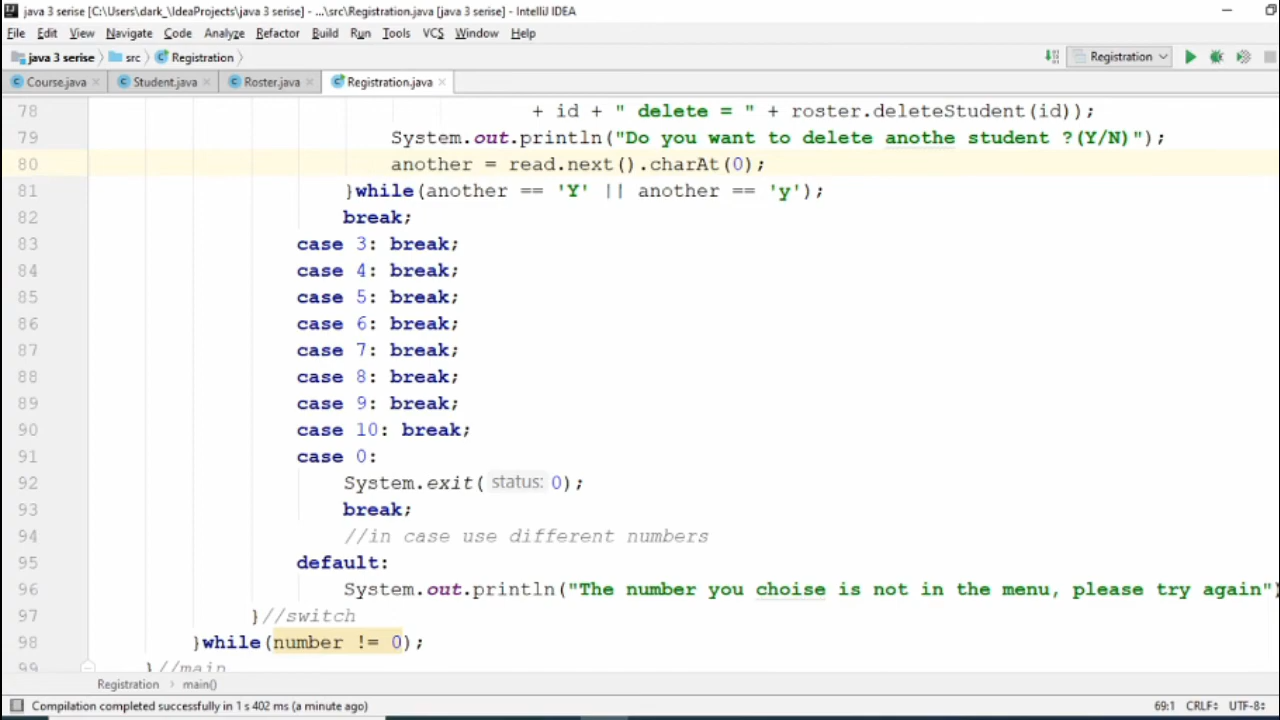 java 3 serise [C:\Users\dark_\IdeaProjects\java 3 serise] - ...\src\Registration.java [java 3 serise] - IntelliJ IDEA
File Edit View Navigate Code Analyze Refactor Build Run Tools VCS Window Help
java 3 serise src Registration Registration
Course.java Student.java Roster.java Registration.java
78 + id + " delete = " + roster.deleteStudent(id));
79 System.out.println("Do you want to delete anothe student ?(Y/N)");
80 another = read.next().charAt(0);
81 }while(another == 'Y' || another == 'y');
82 break;
83 case 3: break;
84 case 4: break;
85 case 5: break;
86 case 6: break;
87 case 7: break;
88 case 8: break;
89 case 9: break;
90 case 10: break;
91 case 0:
92 System.exit( status: 0);
93 break;
94 //in case use different numbers
95 default:
96 System.out.println("The number you choise is not in the menu, please try again")
97 }//switch
98 }while(number != 0);
99 }//main
Registration main()
Compilation completed successfully in 1 s 402 ms (a minute ago) 69:1 CRLF UTF-8